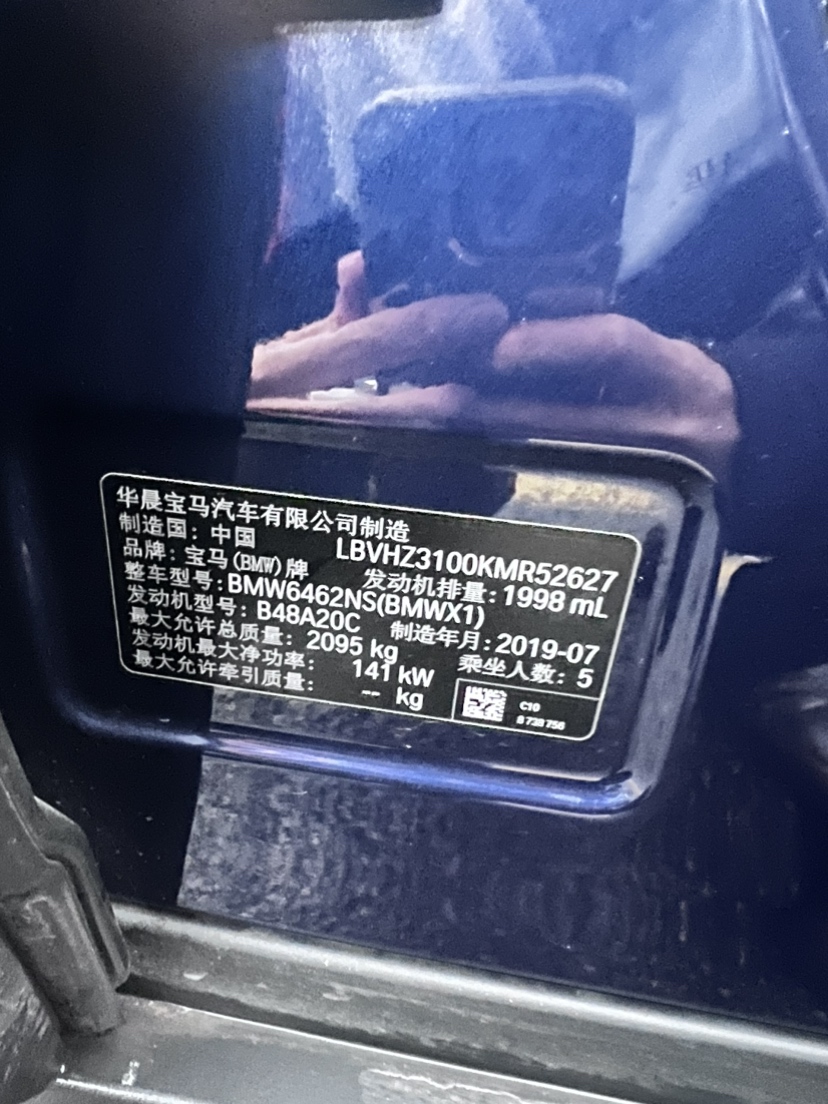 华晨宝马汽车有限公司制造
制造国：中国 LBVHZ3100KMR52627
品牌：宝马(BMW)牌 发动机排量：1998 mL
整车型号：BMW6462NS(BMWX1)
发动机型号：B48A20C 制造年月：2019-07
最大允许总质量：2095 kg 乘坐人数：5
发动机最大净功率：141 kW
最大允许牵引质量：-- kg
C10
8 738 756